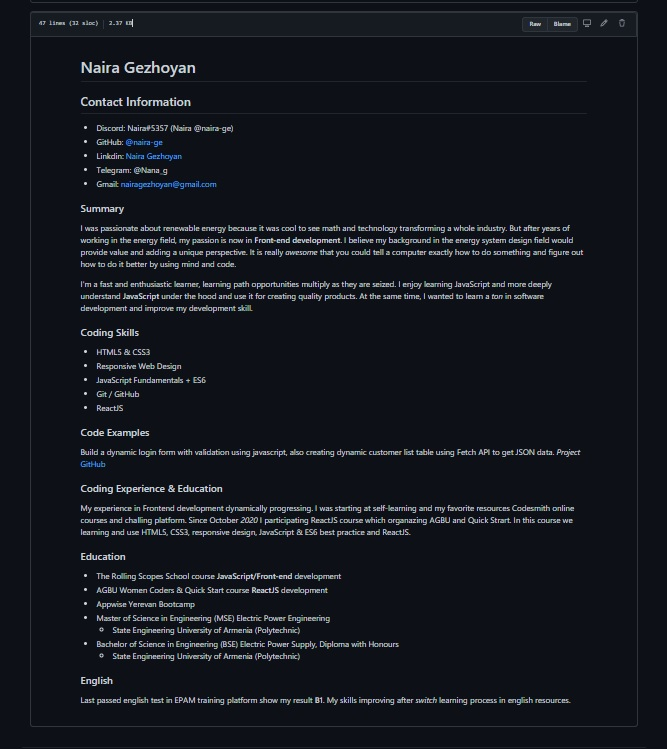 47 lines (32 sloc) | 2.37 KB
Raw Blame
Naira Gezhoyan
Contact Information
Discord: Naira#5357 (Naira @naira-ge)
GitHub: @naira-ge
Linkdin: Naira Gezhoyan
Telegram: @Nana_g
Gmail: nairagezhoyan@gmail.com
Summary
I was passionate about renewable energy because it was cool to see math and technology transforming a whole industry. But after years of
working in the energy field, my passion is now in Front-end development. I believe my background in the energy system design field would
provide value and adding a unique perspective. It is really awesome that you could tell a computer exactly how to do something and figure out
how to do it better by using mind and code.
I'm a fast and enthusiastic learner, learning path opportunities multiply as they are seized. I enjoy learning JavaScript and more deeply
understand JavaScript under the hood and use it for creating quality products. At the same time, I wanted to learn a ton in software
development and improve my development skill.
Coding Skills
HTML5 & CSS3
Responsive Web Design
JavaScript Fundamentals + ES6
Git / GitHub
ReactJS
Code Examples
Build a dynamic login form with validation using javascript, also creating dynamic customer list table using Fetch API to get JSON data. Project
GitHub
Coding Experience & Education
My experience in Frontend development dynamically progressing. I was starting at self-learning and my favorite resources Codesmith online
courses and challing platform. Since October 2020 I participating ReactJS course which organazing AGBU and Quick Strart. In this course we
learning and use HTML5, CSS3, responsive design, JavaScript & ES6 best practice and ReactJS.
Education
The Rolling Scopes School course JavaScript/Front-end development
AGBU Women Coders & Quick Start course ReactJS development
Appwise Yerevan Bootcamp
Master of Science in Engineering (MSE) Electric Power Engineering
State Engineering University of Armenia (Polytechnic)
Bachelor of Science in Engineering (BSE) Electric Power Supply, Diploma with Honours
State Engineering University of Armenia (Polytechnic)
English
Last passed english test in EPAM training platform show my result B1. My skills improving after switch learning process in english resources.